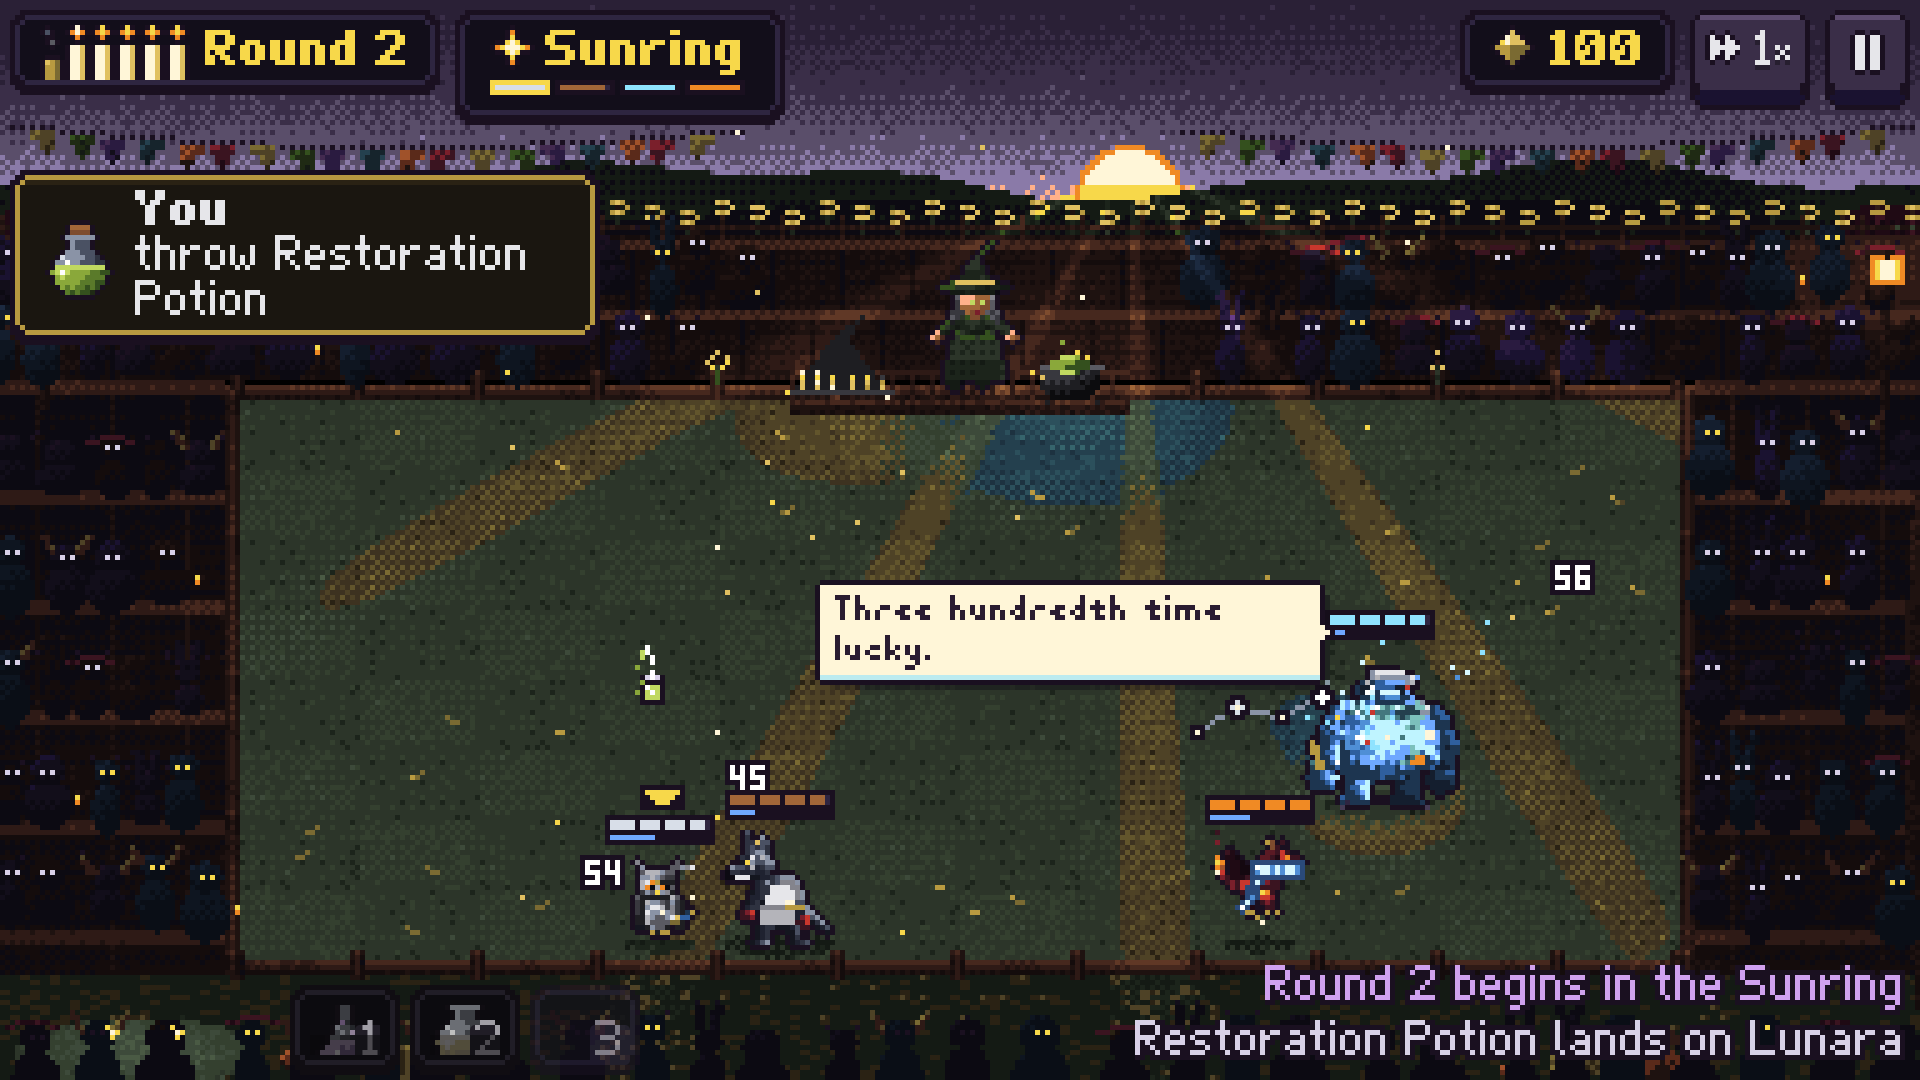 Round 2
Sunring
100
1x
You
throw Restoration
Potion
56
Three hundredth time
lucky.
45
54
1
2
3
Round 2 begins in the Sunring
Restoration Potion lands on Lunara